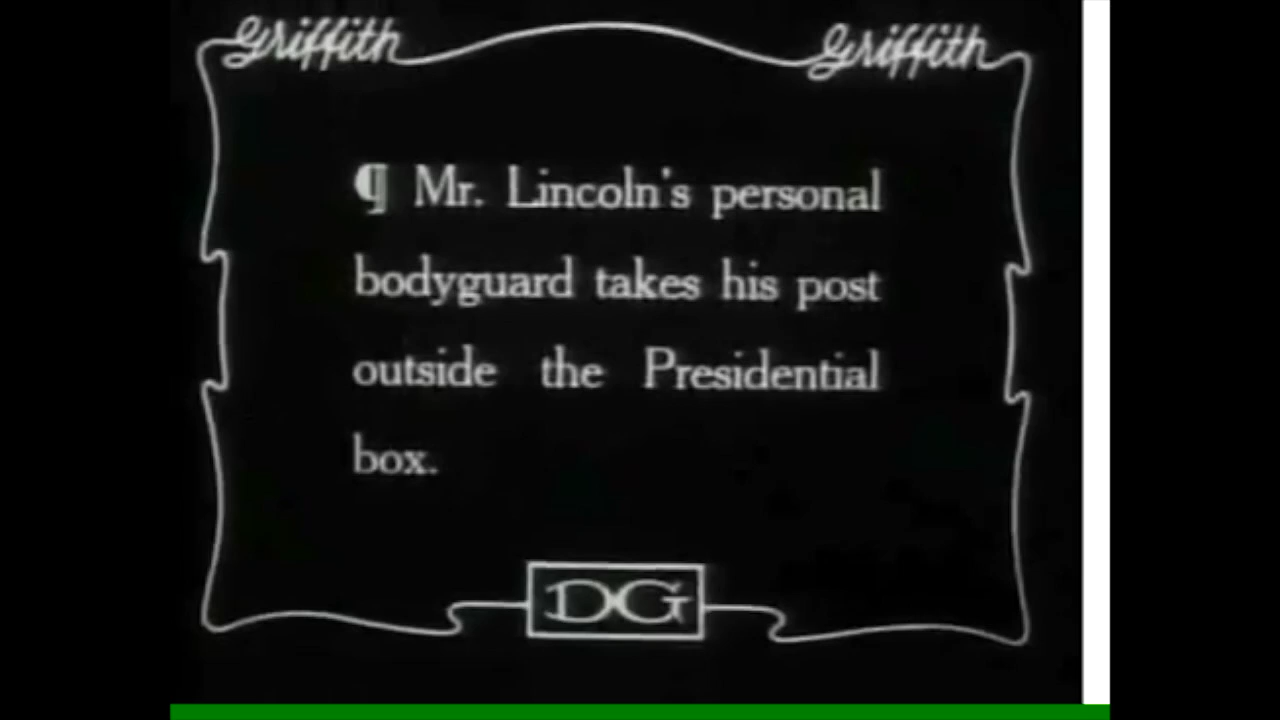 Griffith Griffith
¶ Mr. Lincoln's personal
bodyguard takes his post
outside the Presidential
box.
DG